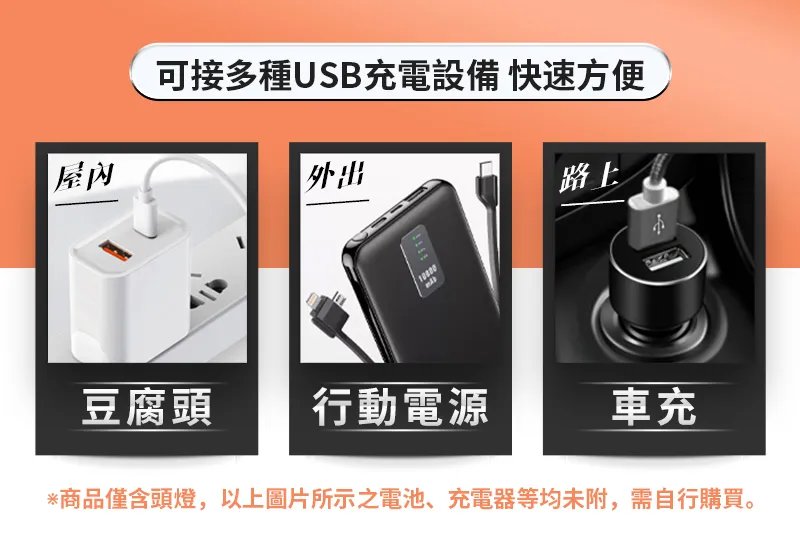 可接多種USB充電設備 快速方便
屋內
外出
路上
10000
豆腐頭
行動電源
車充
※商品僅含頭燈，以上圖片所示之電池、充電器等均未附，需自行購買。